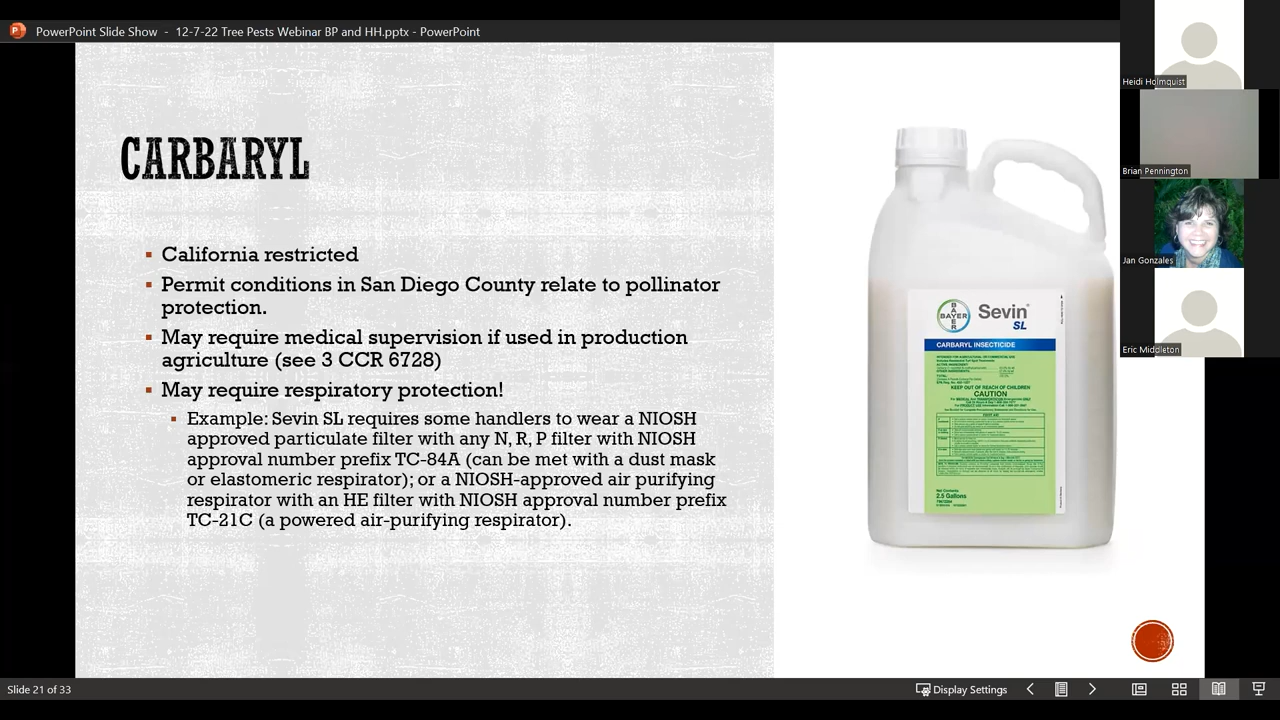 PowerPoint Slide Show - 12-7-22 Tree Pests Webinar BP and HH.pptx - PowerPoint
CARBARYL
California restricted
Permit conditions in San Diego County relate to pollinator
protection.
May require medical supervision if used in production
agriculture (see 3 CCR 6728)
May require respiratory protection!
Example: Sevin SL requires some handlers to wear a NIOSH
approved particulate filter with any N, R, P filter with NIOSH
approval number prefix TC-84A (can be met with a dust mask
or elastomeric respirator); or a NIOSH-approved air purifying
respirator with an HE filter with NIOSH approval number prefix
TC-21C (a powered air-purifying respirator).
BAYER
Sevin®
SL
CARBARYL INSECTICIDE
KEEP OUT OF REACH OF CHILDREN
CAUTION
FIRST AID
Net Contents
2.5 Gallons
Heidi Holmquist
Brian Pennington
Jan Gonzales
Eric Middleton
Slide 21 of 33
Display Settings